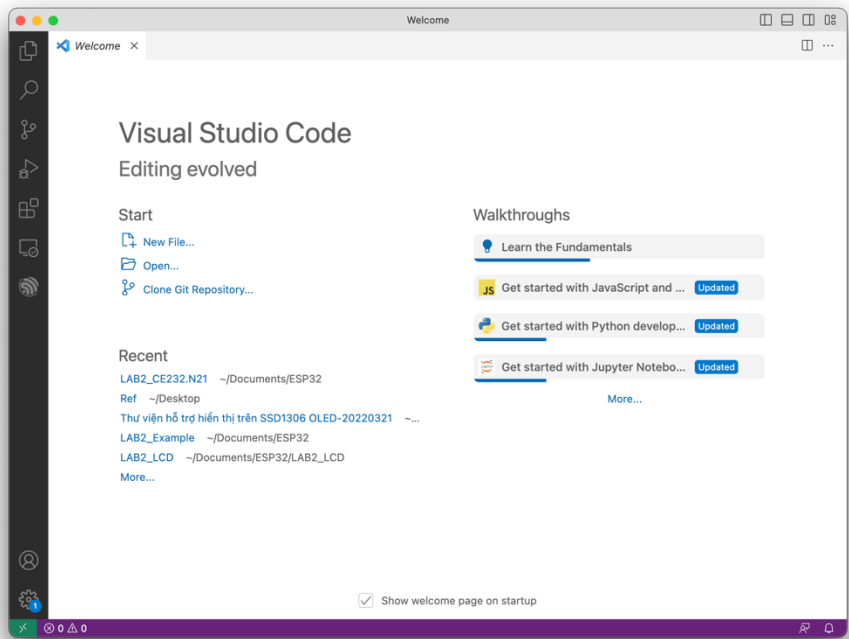 Welcome
Welcome
Visual Studio Code
Editing evolved
Start
New File...
Open...
Clone Git Repository...
Recent
LAB2_CE232.N21 ~/Documents/ESP32
Ref ~/Desktop
Thư viện hỗ trợ hiển thị trên SSD1306 OLED-20220321 ~...
LAB2_Example ~/Documents/ESP32
LAB2_LCD ~/Documents/ESP32/LAB2_LCD
More...
Walkthroughs
Learn the Fundamentals
JS Get started with JavaScript and ... Updated
Get started with Python develop... Updated
Get started with Jupyter Notebo... Updated
More...
Show welcome page on startup
1
0 0